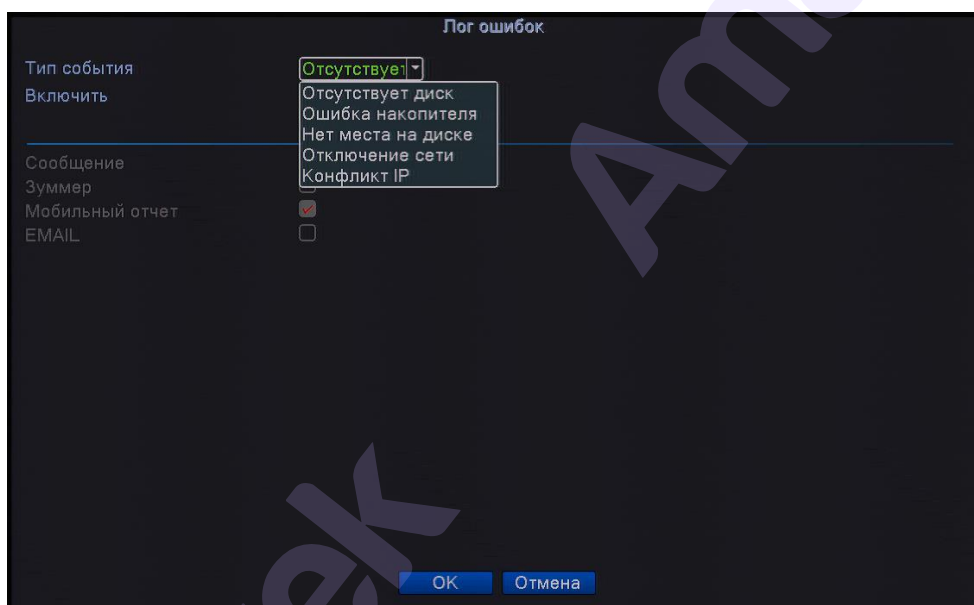 Лог ошибок
Тип события Отсутствует
Включить
Отсутствует диск
Ошибка накопителя
Нет места на диске
Отключение сети
Конфликт IP
Сообщение
Зуммер
Мобильный отчет
EMAIL
OK Отмена